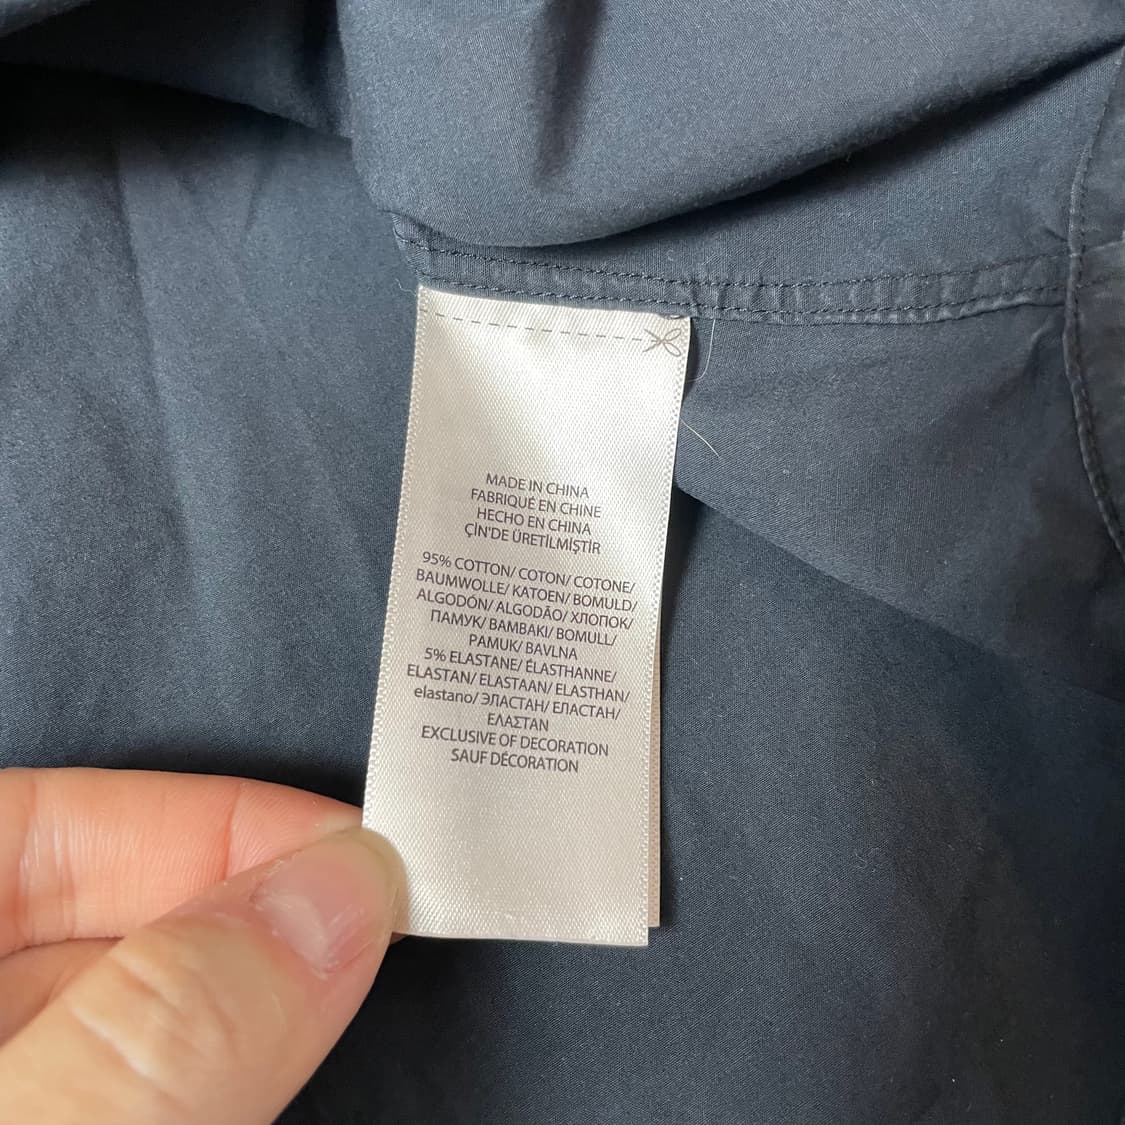 MADE IN CHINA
FABRIQUÉ EN CHINE
HECHO EN CHINA
ÇİN'DE ÜRETİLMİŞTİR
95% COTTON/ COTON/ COTONE/
BAUMWOLLE/ KATOEN/ BOMULD/
ALGODÓN/ ALGODÃO/ ХЛОПОК/
ПАМУК/ BAMBAKI/ BOMULL/
PAMUK/ BAVLNA
5% ELASTANE/ ÉLASTHANNE/
ELASTAN/ ELASTAAN/ ELASTHAN/
elastano/ ЭЛАСТАН/ ЕЛАСТАН/
ΕΛΑΣΤΑΝ
EXCLUSIVE OF DECORATION
SAUF DÉCORATION